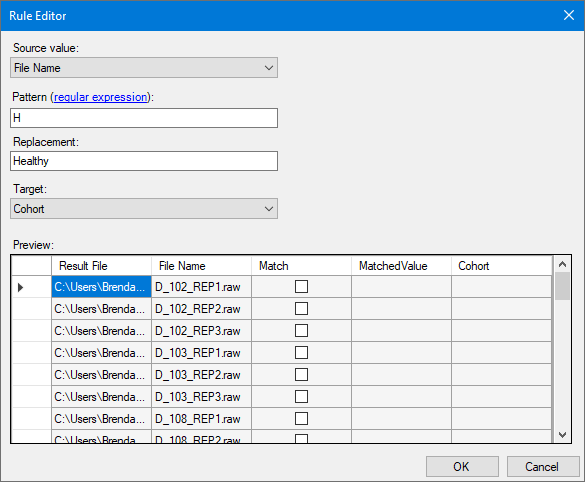 Rule Editor
Source value:
File Name
Pattern (regular expression):
H
Replacement:
Healthy
Target:
Cohort
Preview:
Result File File Name Match MatchedValue Cohort
C:\Users\Brenda... D_102_REP1.raw
C:\Users\Brenda... D_102_REP2.raw
C:\Users\Brenda... D_102_REP3.raw
C:\Users\Brenda... D_103_REP1.raw
C:\Users\Brenda... D_103_REP2.raw
C:\Users\Brenda... D_103_REP3.raw
C:\Users\Brenda... D_108_REP1.raw
C:\Users\Brenda... D_108_REP2.raw
OK Cancel